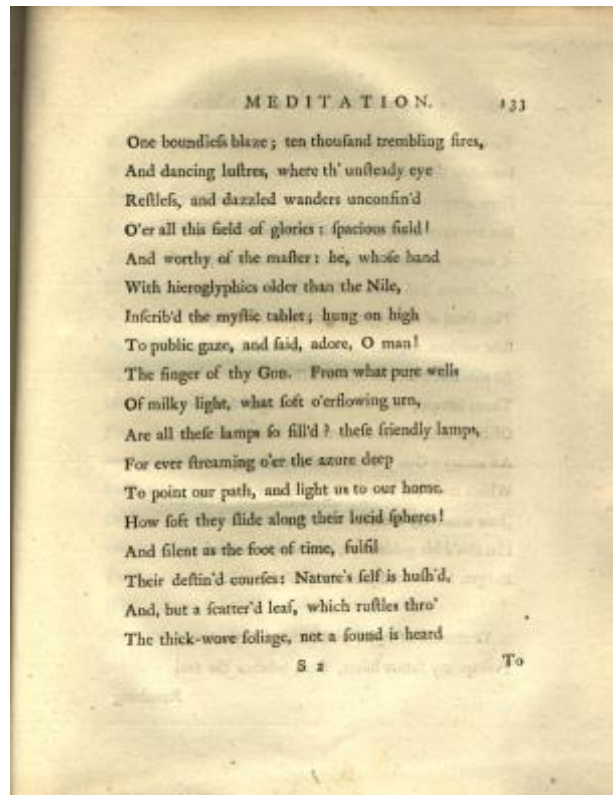 MEDITATION. 133
One boundleſs blaze; ten thouſand trembling fires,
And dancing luſtres, where th' unſteady eye
Reſtleſs, and dazzled wanders unconfin'd
O'er all this field of glories: ſpacious field!
And worthy of the maſter: he, whoſe hand
With hieroglyphics older than the Nile,
Inſcrib'd the myſtic tablet; hung on high
To public gaze, and ſaid, adore, O man!
The finger of thy GOD. From what pure wells
Of milky light, what ſoft o'erflowing urn,
Are all theſe lamps ſo fill'd? theſe friendly lamps,
For ever ſtreaming o'er the azure deep
To point our path, and light us to our home.
How ſoft they ſlide along their lucid ſpheres!
And ſilent as the foot of time, fulfil
Their deſtin'd courſes: Nature's ſelf is huſh'd,
And, but a ſcatter'd leaf, which ruſtles thro'
The thick-wove foliage, not a ſound is heard
S 2 To